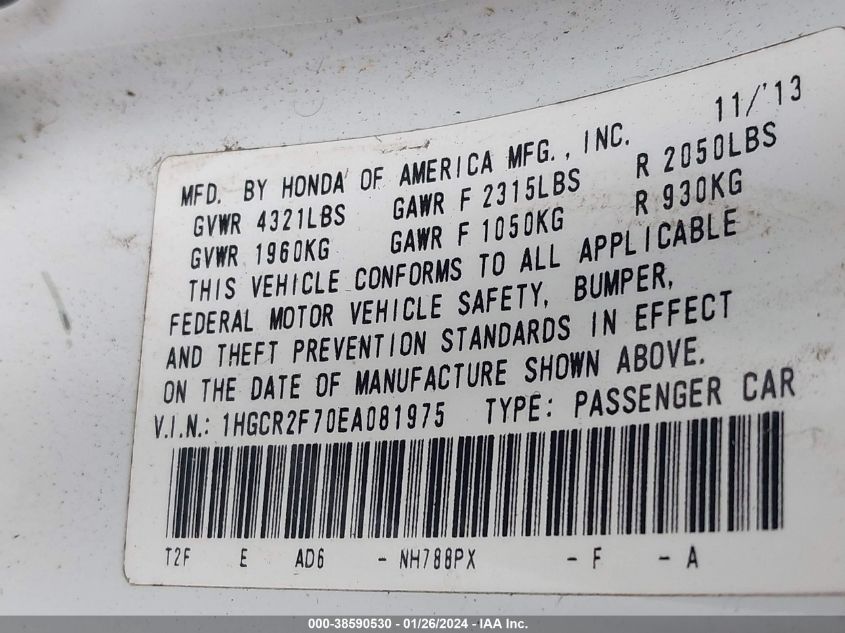 11/'13
MFD. BY HONDA OF AMERICA MFG., INC.
GVWR 4321LBS GAWR F 2315LBS R 2050LBS
GVWR 1960KG GAWR F 1050KG R 930KG
THIS VEHICLE CONFORMS TO ALL APPLICABLE
FEDERAL MOTOR VEHICLE SAFETY, BUMPER,
AND THEFT PREVENTION STANDARDS IN EFFECT
ON THE DATE OF MANUFACTURE SHOWN ABOVE.
V.I.N.: 1HGCR2F70EA081975 TYPE: PASSENGER CAR
T2F E AD6 - NH788PX - F - A
000-38590530 - 01/26/2024 - IAA Inc.